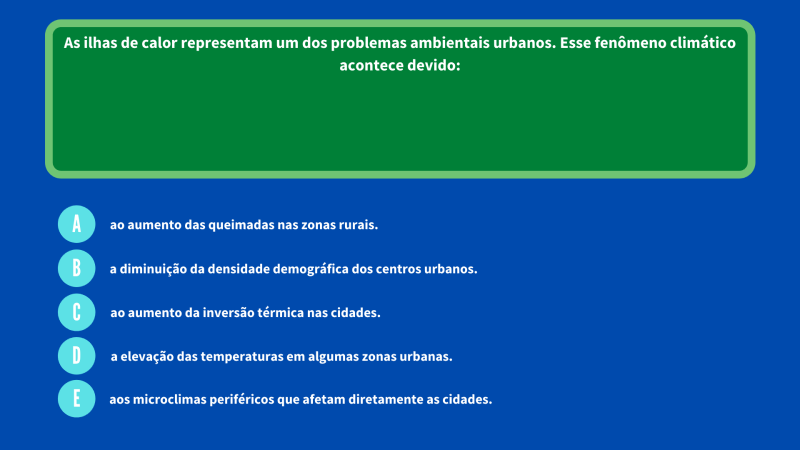 As ilhas de calor representam um dos problemas ambientais urbanos. Esse fenômeno climático
acontece devido:
A ao aumento das queimadas nas zonas rurais.
B a diminuição da densidade demográfica dos centros urbanos.
C ao aumento da inversão térmica nas cidades.
D a elevação das temperaturas em algumas zonas urbanas.
E aos microclimas periféricos que afetam diretamente as cidades.